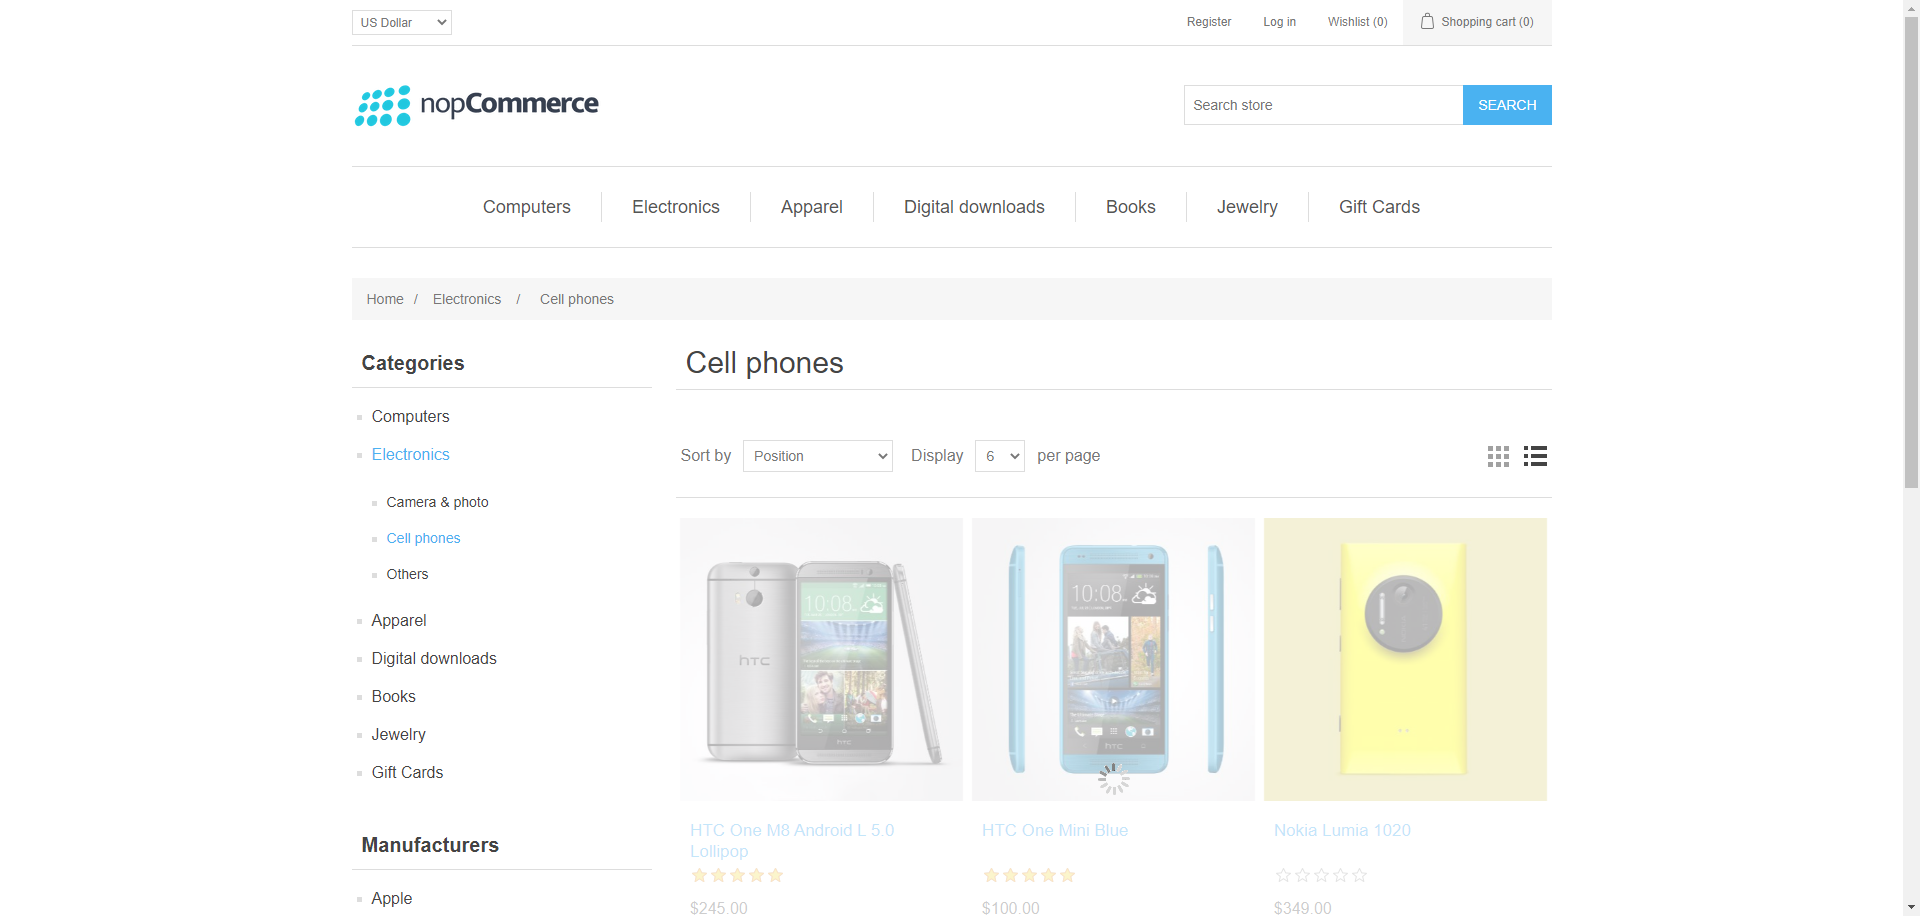 US Dollar
Register
Log in
Wishlist (0)
Shopping cart (0)
nopCommerce
Search store
SEARCH
Computers
Electronics
Apparel
Digital downloads
Books
Jewelry
Gift Cards
Home / Electronics / Cell phones
Categories
Computers
Electronics
Camera & photo
Cell phones
Others
Apparel
Digital downloads
Books
Jewelry
Gift Cards
Manufacturers
Apple
Cell phones
Sort by Position Display 6 per page
hTC
10:08
hTC
HTC One M8 Android L 5.0
Lollipop
$245.00
10:08
hTC
HTC One Mini Blue
$100.00
Nokia Lumia 1020
$349.00